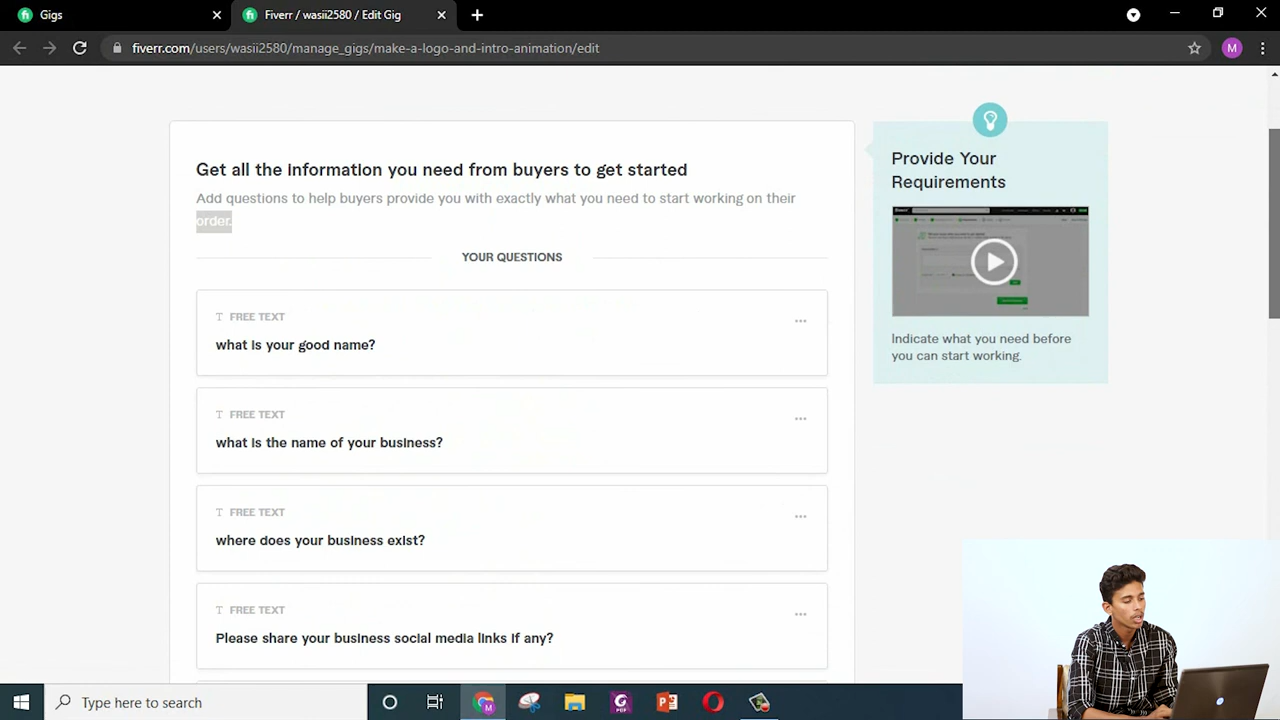 Gigs
Fiverr / wasii2580 / Edit Gig
fiverr.com/users/wasii2580/manage_gigs/make-a-logo-and-intro-animation/edit
M
Get all the information you need from buyers to get started
Add questions to help buyers provide you with exactly what you need to start working on their
order.
YOUR QUESTIONS
T FREE TEXT
what is your good name?
T FREE TEXT
what is the name of your business?
T FREE TEXT
where does your business exist?
T FREE TEXT
Please share your business social media links if any?
Provide Your
Requirements
Indicate what you need before
you can start working.
Type here to search